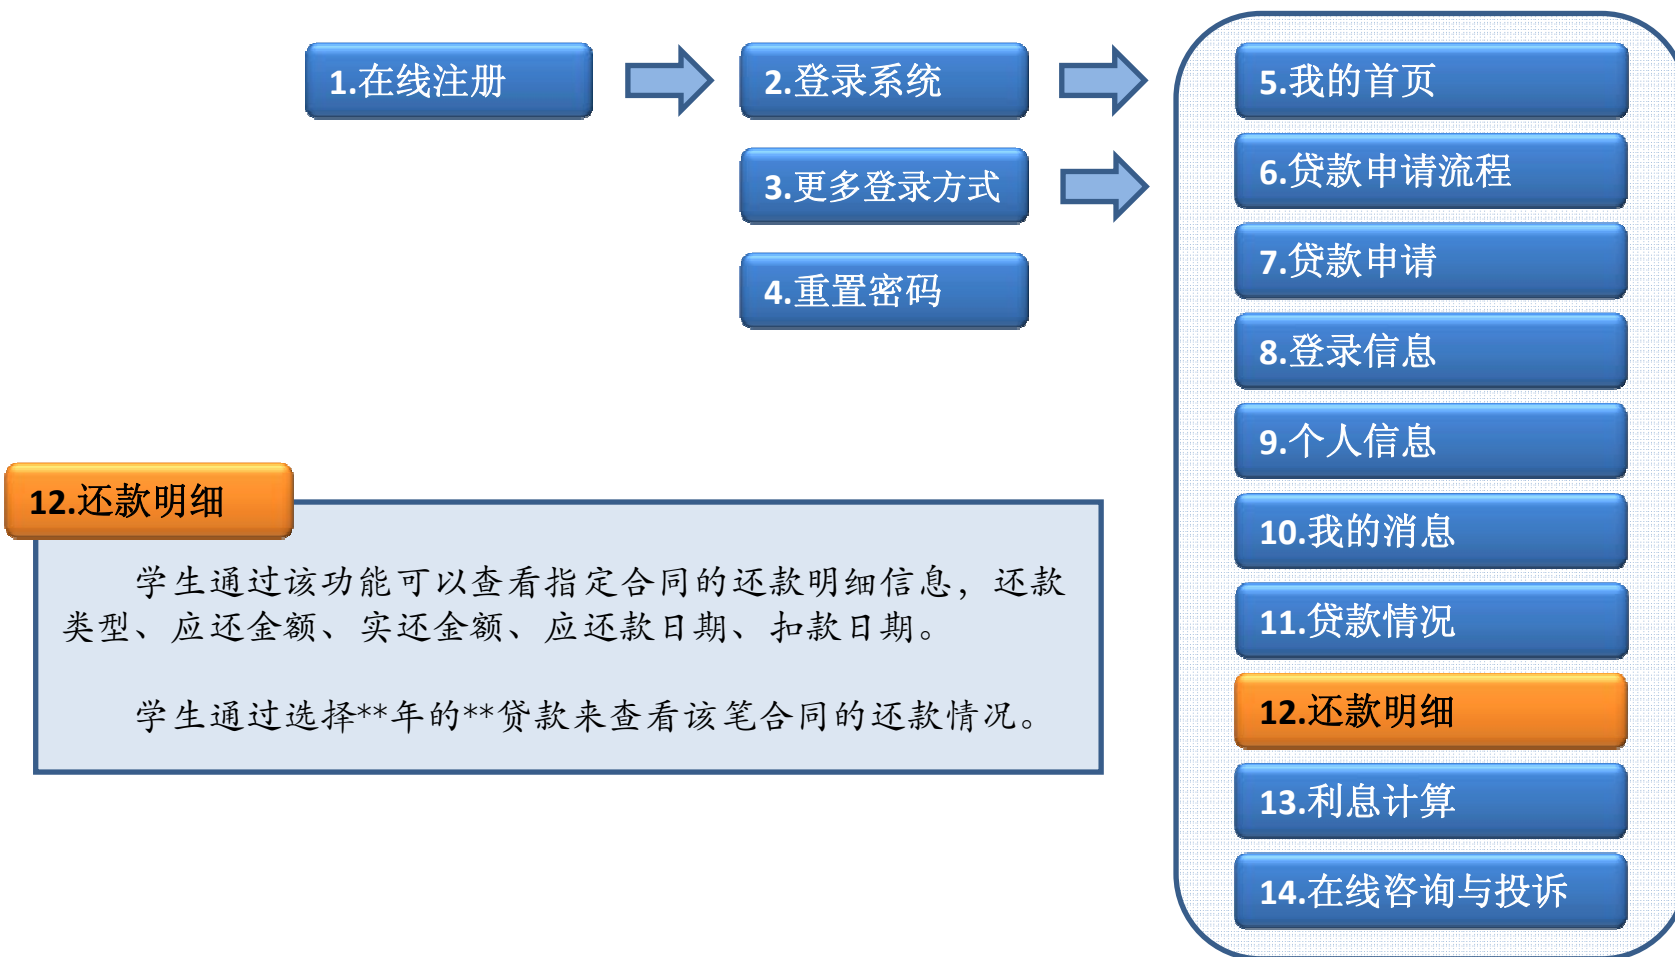 1.在线注册
2.登录系统
3.更多登录方式
4.重置密码
5.我的首页
6.贷款申请流程
7.贷款申请
8.登录信息
9.个人信息
10.我的消息
11.贷款情况
12.还款明细
13.利息计算
14.在线咨询与投诉
12.还款明细
学生通过该功能可以查看指定合同的还款明细信息，还款
类型、应还金额、实还金额、应还款日期、扣款日期。
学生通过选择**年的**贷款来查看该笔合同的还款情况。